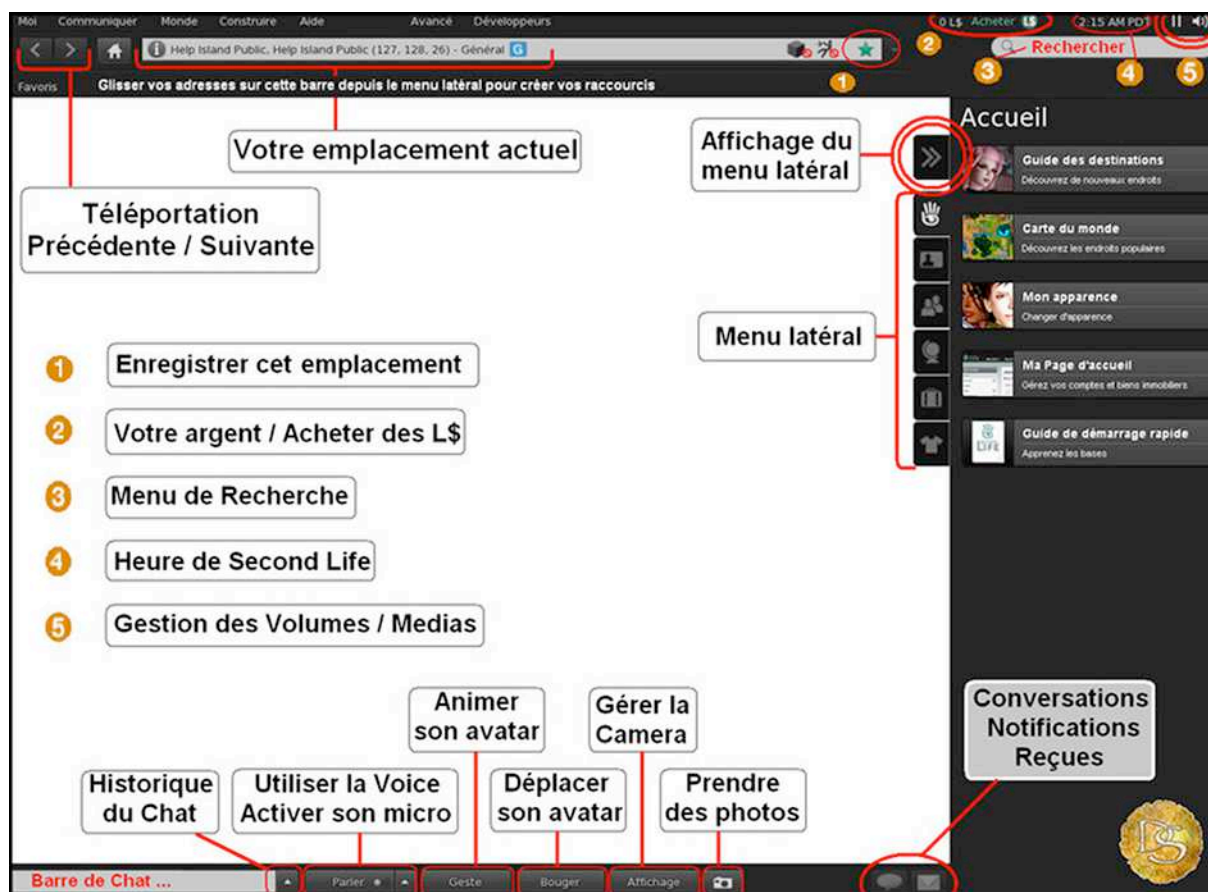 Moi Communiquer Monde Construire Aide Avancé Développeurs
0 L$ Acheter L$ 2:15 AM PDT
Help Island Public, Help Island Public (127, 128, 26) - Général G
2
Rechercher
Favoris Glisser vos adresses sur cette barre depuis le menu latéral pour créer vos raccourcis
1 3 4 5
Votre emplacement actuel
Téléportation
Précédente / Suivante
Affichage du
menu latéral
Menu latéral
Accueil
Guide des destinations
Découvrez de nouveaux endroits
Carte du monde
Découvrez les endroits populaires
Mon apparence
Changer d'apparence
Ma Page d'accueil
Gérez vos comptes et biens immobiliers
LIFE
Guide de démarrage rapide
Apprenez les bases
1 Enregistrer cet emplacement
2 Votre argent / Acheter des L$
3 Menu de Recherche
4 Heure de Second Life
5 Gestion des Volumes / Medias
Historique
du Chat
Utiliser la Voice
Activer son micro
Animer
son avatar
Déplacer
son avatar
Gérer la
Camera
Prendre
des photos
Conversations
Notifications
Reçues
DS
Barre de Chat ... Parler Geste Bouger Affichage